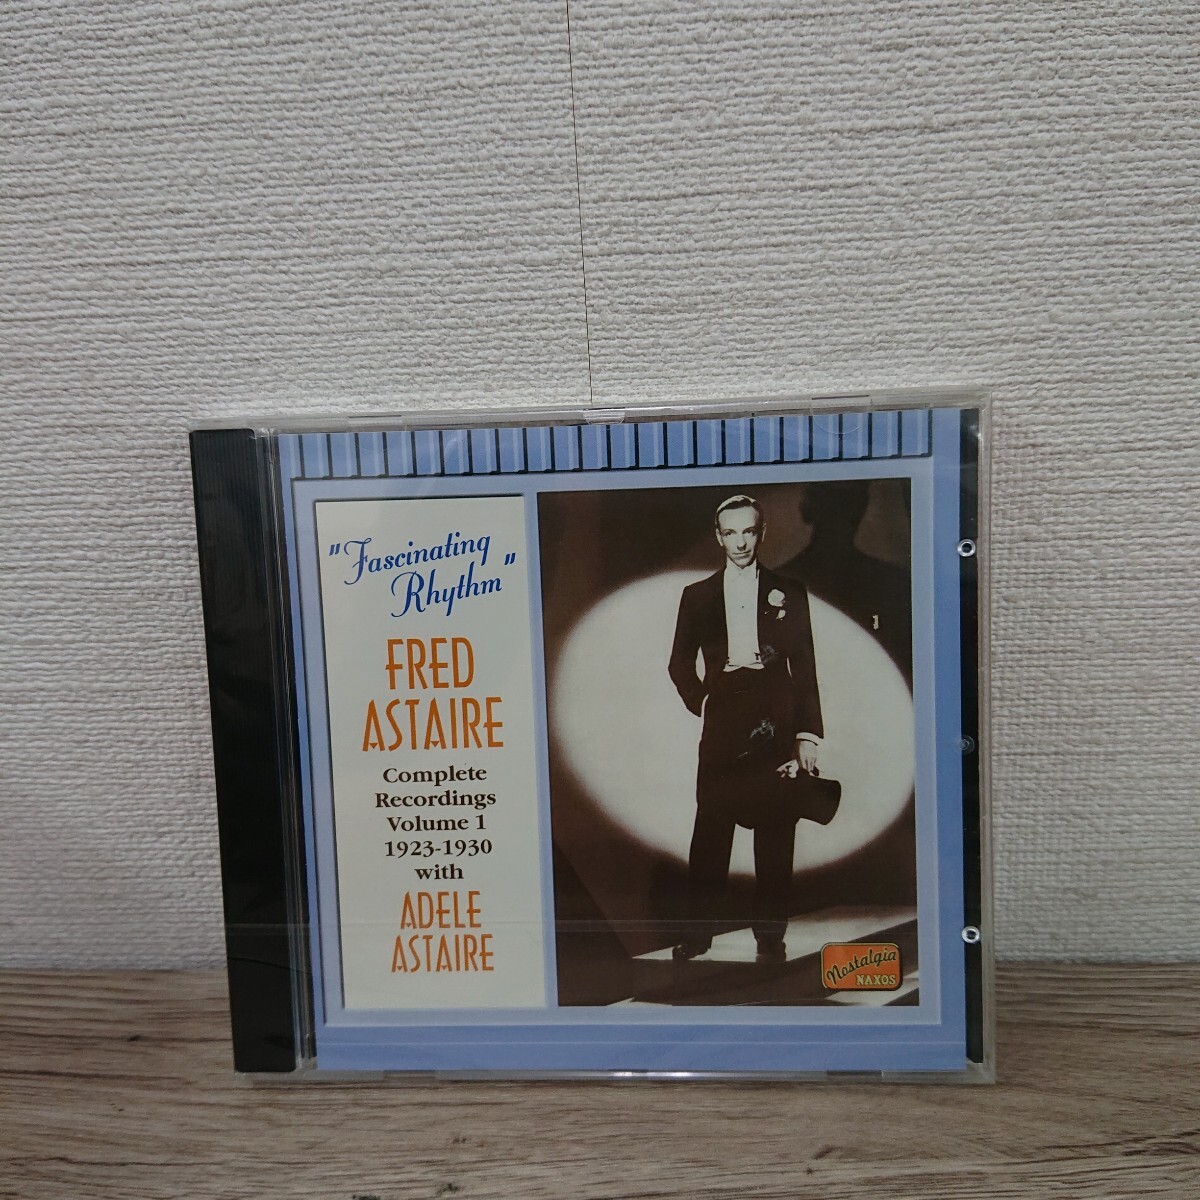 "Fascinating
Rhythm"
FRED
ASTAIRE
Complete
Recordings
Volume 1
1923-1930
with
ADELE
ASTAIRE
Nostalgia
NAXOS